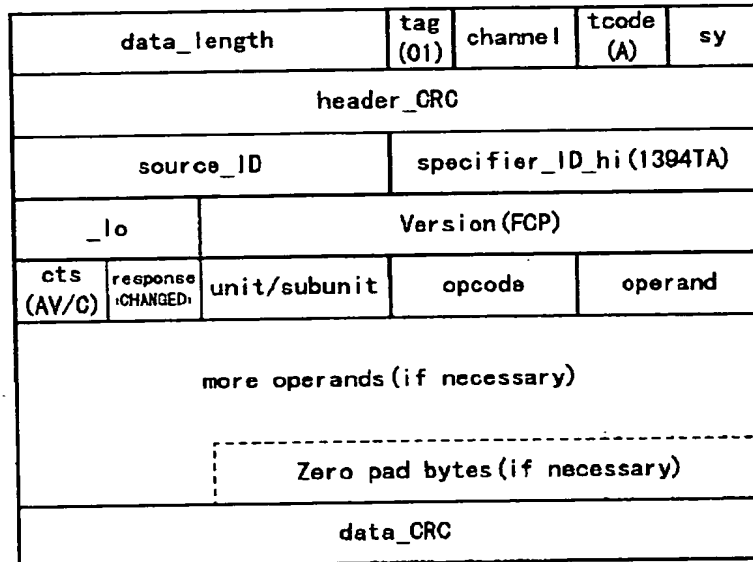 data_length tag (01) channel tcode (A) sy
header_CRC
source_ID specifier_ID_hi(1394TA)
_lo Version(FCP)
cts (AV/C) response :CHANGED: unit/subunit opcode operand
more operands(if necessary)
Zero pad bytes(if necessary)
data_CRC